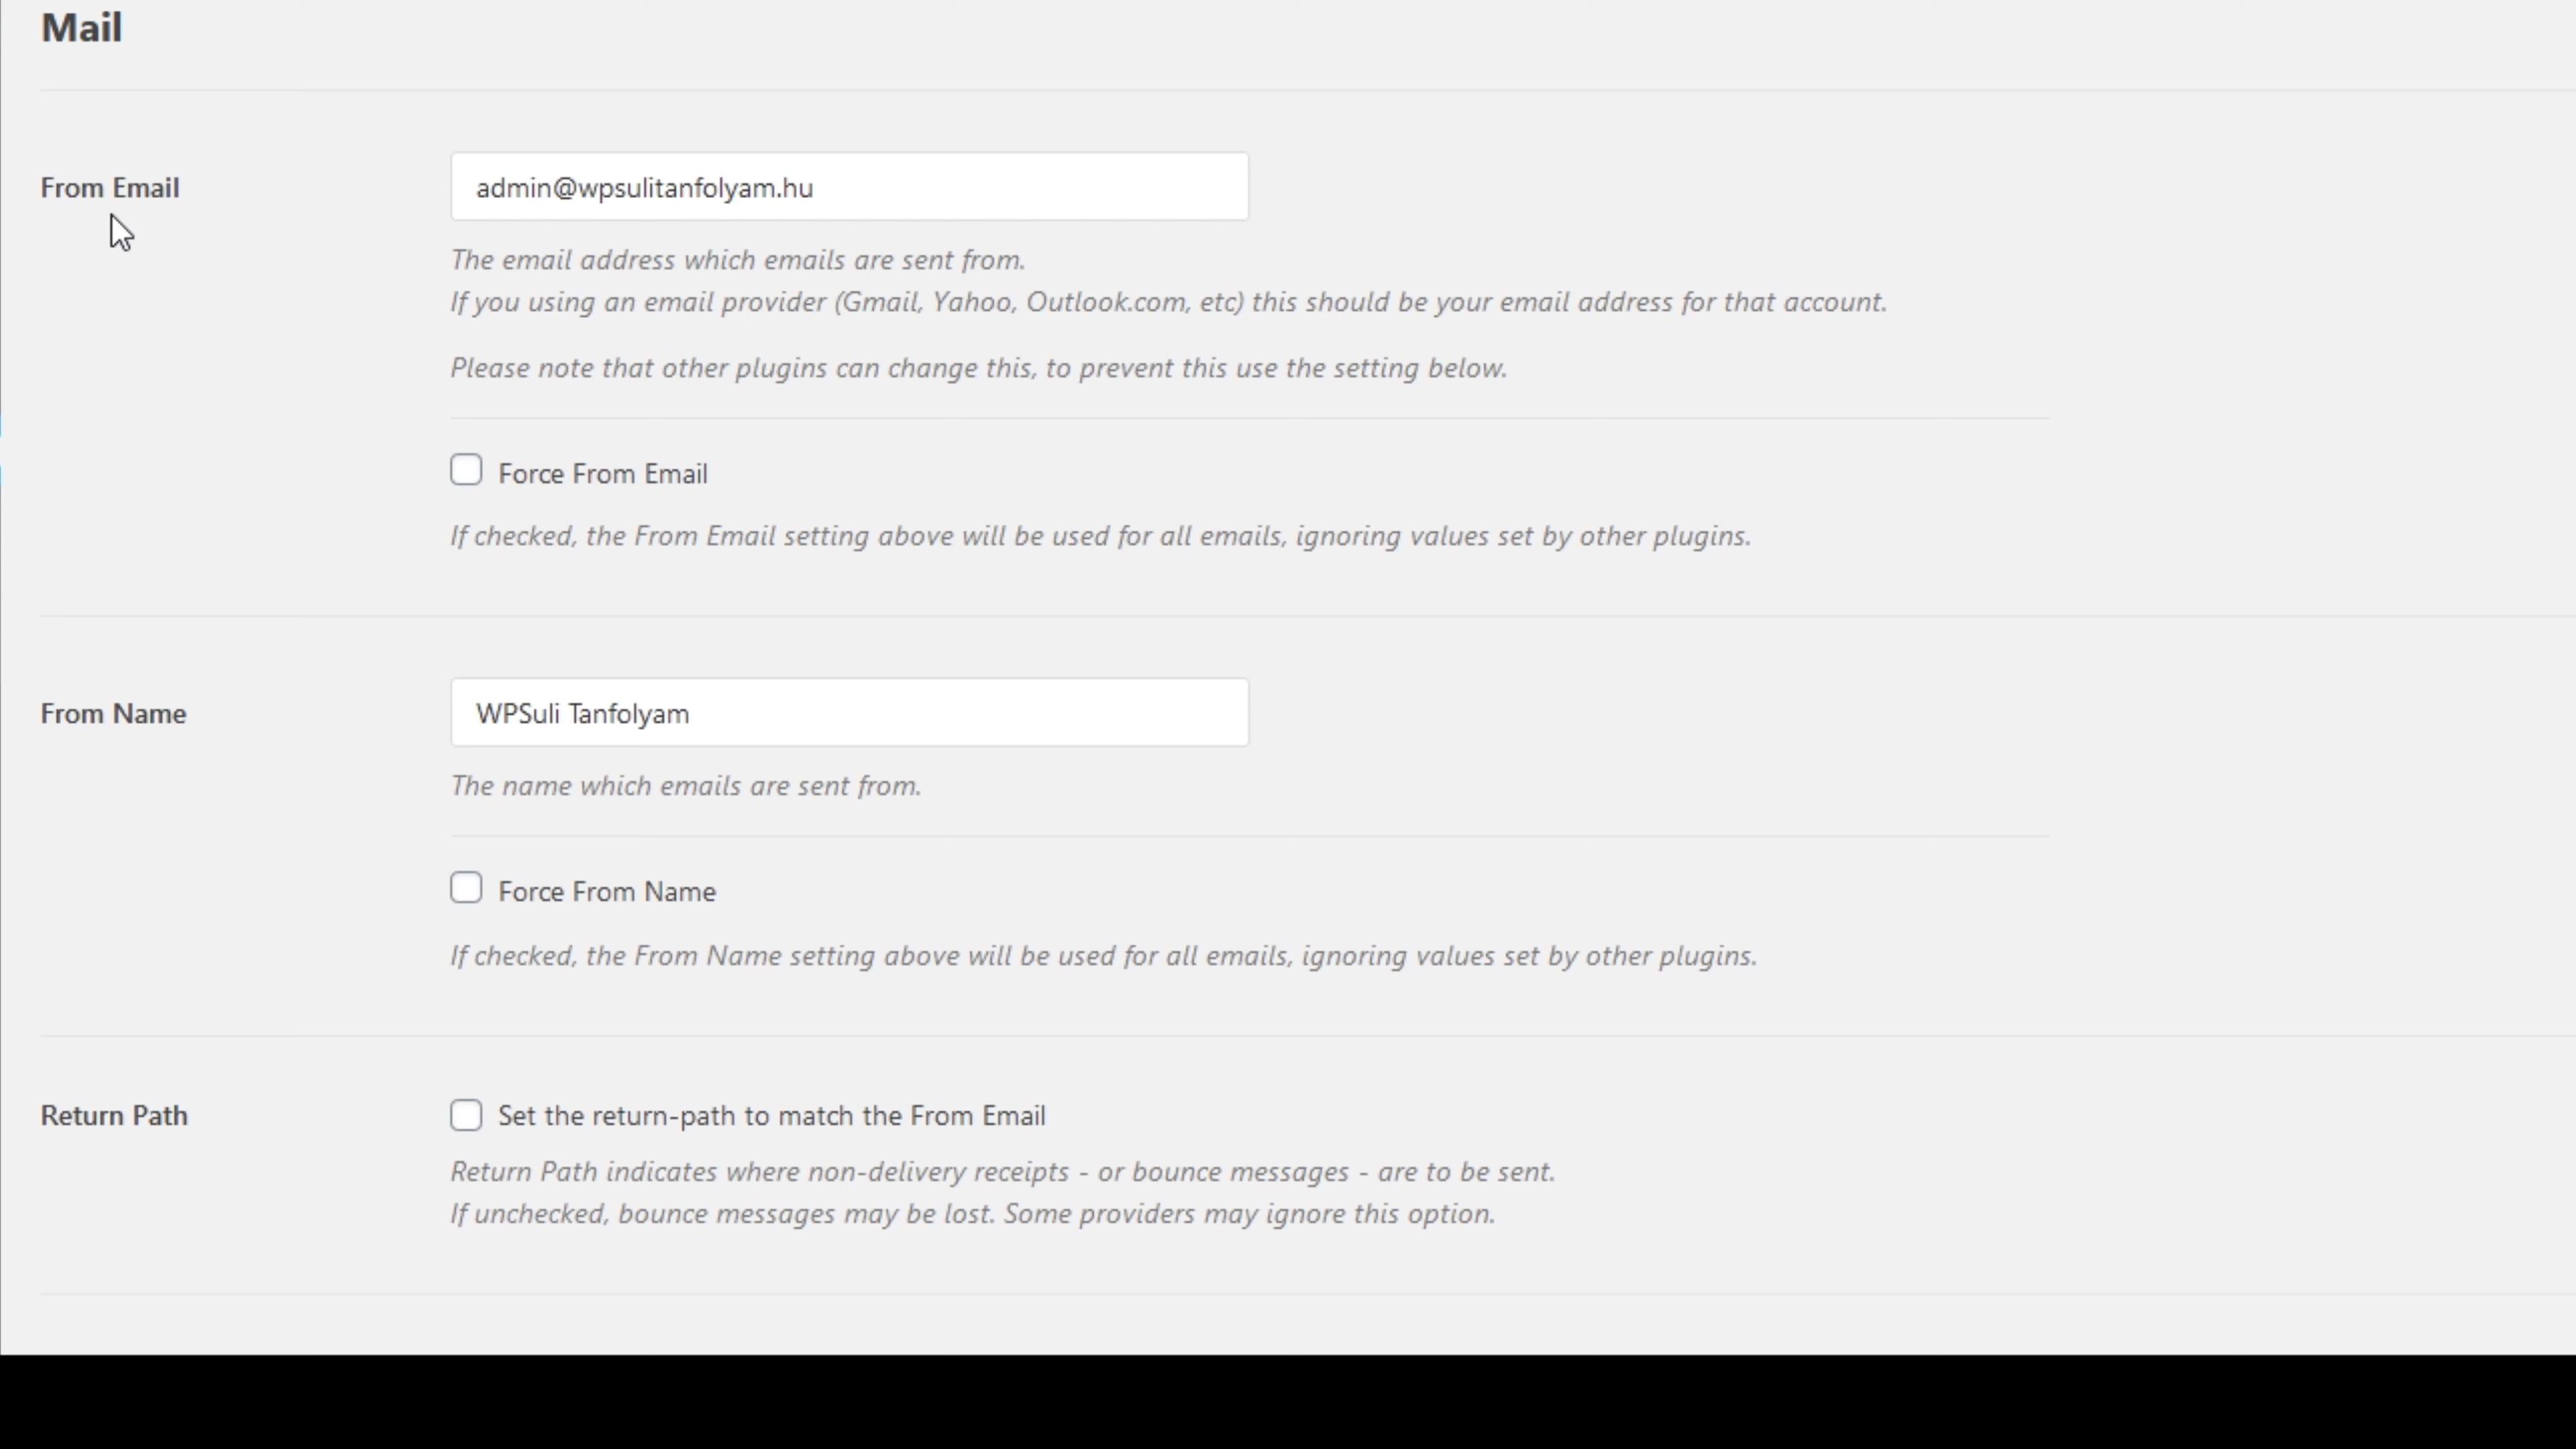 Mail
From Email
admin@wpsulitanfolyam.hu
The email address which emails are sent from.
If you using an email provider (Gmail, Yahoo, Outlook.com, etc) this should be your email address for that account.
Please note that other plugins can change this, to prevent this use the setting below.
Force From Email
If checked, the From Email setting above will be used for all emails, ignoring values set by other plugins.
From Name
WPSuli Tanfolyam
The name which emails are sent from.
Force From Name
If checked, the From Name setting above will be used for all emails, ignoring values set by other plugins.
Return Path
Set the return-path to match the From Email
Return Path indicates where non-delivery receipts - or bounce messages - are to be sent.
If unchecked, bounce messages may be lost. Some providers may ignore this option.